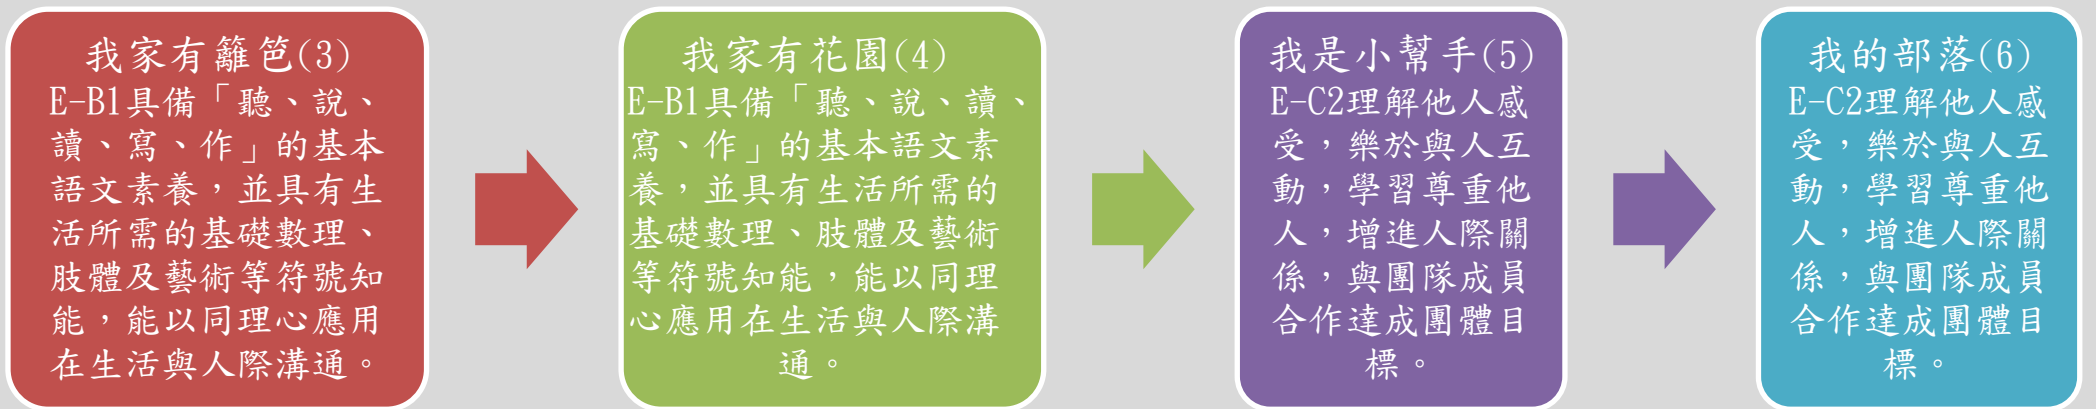 我家有籬笆(3)
E-B1具備「聽、說、
讀、寫、作」的基本
語文素養，並具有生
活所需的基礎數理、
肢體及藝術等符號知
能，能以同理心應用
在生活與人際溝通。
我家有花園(4)
E-B1具備「聽、說、讀、
寫、作」的基本語文素
養，並具有生活所需的
基礎數理、肢體及藝術
等符號知能，能以同理
心應用在生活與人際溝
通。
我是小幫手(5)
E-C2理解他人感
受，樂於與人互
動，學習尊重他
人，增進人際關
係，與團隊成員
合作達成團體目
標。
我的部落(6)
E-C2理解他人感
受，樂於與人互
動，學習尊重他
人，增進人際關
係，與團隊成員
合作達成團體目
標。